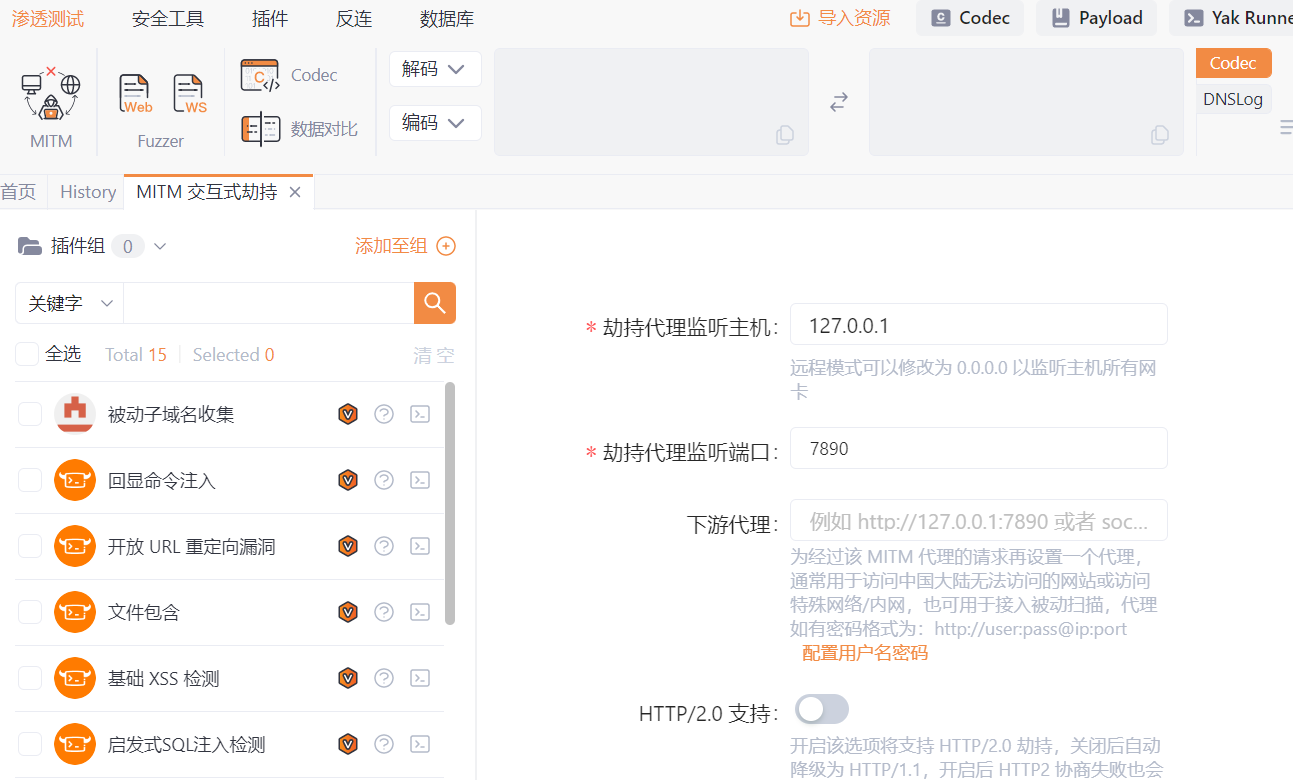 渗透测试 安全工具 插件 反连 数据库 导入资源 Codec Payload Yak Runne
MITM
Web
WS
Fuzzer
C
Codec
数据对比
解码
编码
Codec
DNSLog
首页 History MITM 交互式劫持
插件组 0 添加至组
关键字
全选 Total 15 Selected 0 清空
被动子域名收集
回显命令注入
开放 URL 重定向漏洞
文件包含
基础 XSS 检测
启发式SQL注入检测
* 劫持代理监听主机: 127.0.0.1
远程模式可以修改为 0.0.0.0 以监听主机所有网
卡
* 劫持代理监听端口: 7890
下游代理: 例如 http://127.0.0.1:7890 或者 soc...
为经过该 MITM 代理的请求再设置一个代理，
通常用于访问中国大陆无法访问的网站或访问
特殊网络/内网，也可用于接入被动扫描，代理
如有密码格式为：http://user:pass@ip:port
配置用户名密码
HTTP/2.0 支持:
开启该选项将支持 HTTP/2.0 劫持，关闭后自动
降级为 HTTP/1.1，开启后 HTTP2 协商失败也会